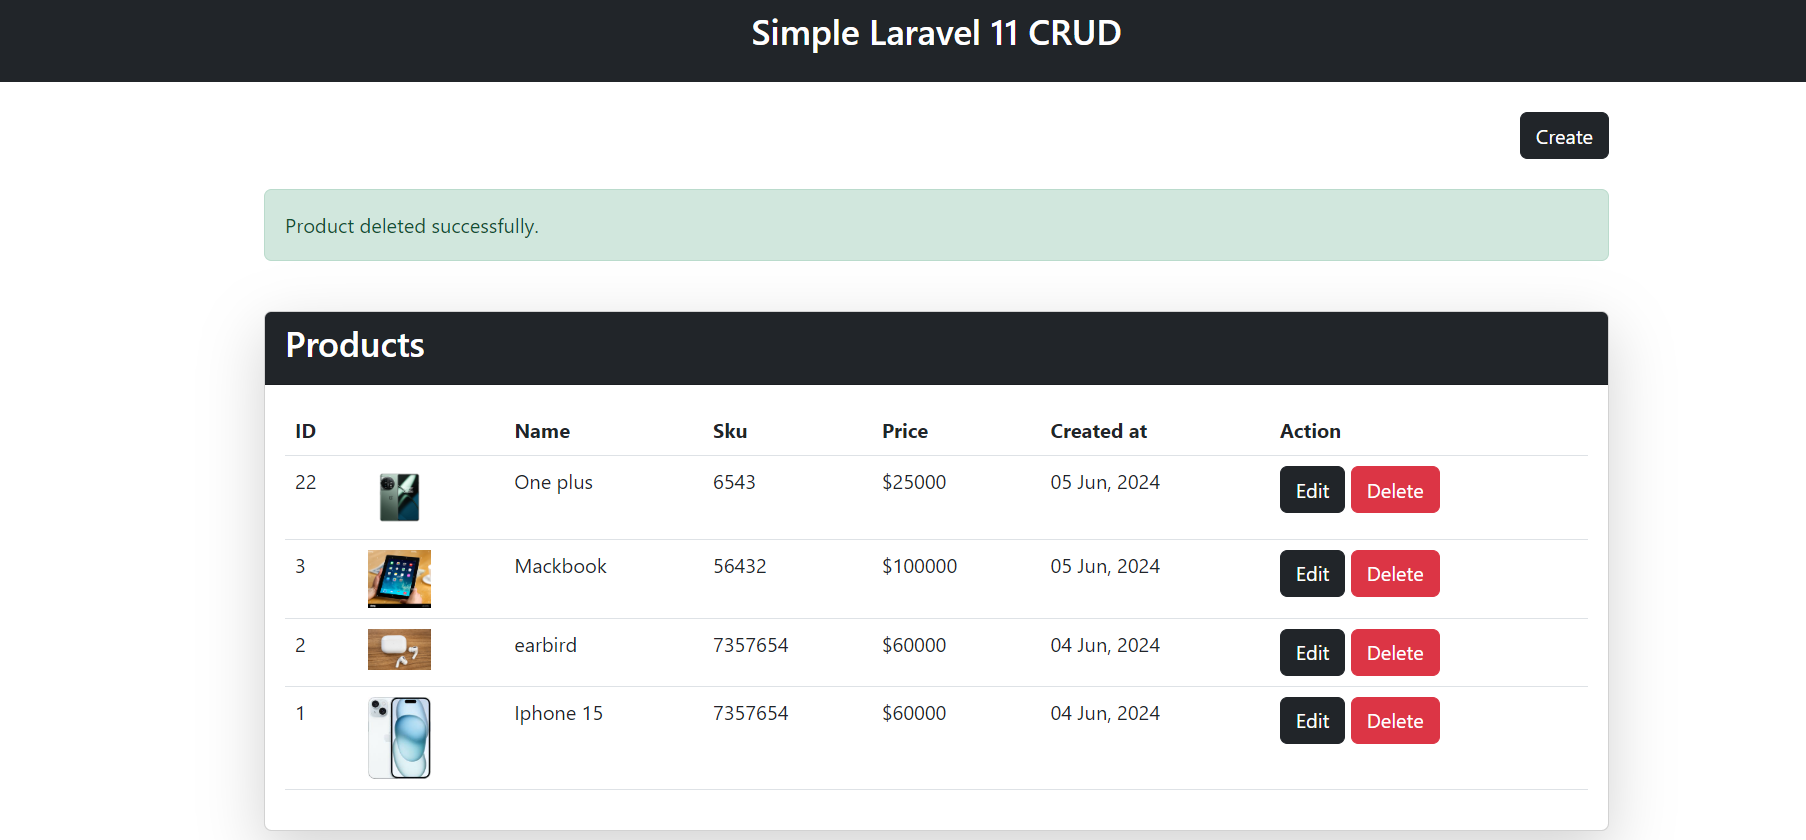 Simple Laravel 11 CRUD
Create
Product deleted successfully.
Products
ID Name Sku Price Created at Action
22 One plus 6543 $25000 05 Jun, 2024 Edit Delete
3 Mackbook 56432 $100000 05 Jun, 2024 Edit Delete
2 earbird 7357654 $60000 04 Jun, 2024 Edit Delete
1 Iphone 15 7357654 $60000 04 Jun, 2024 Edit Delete